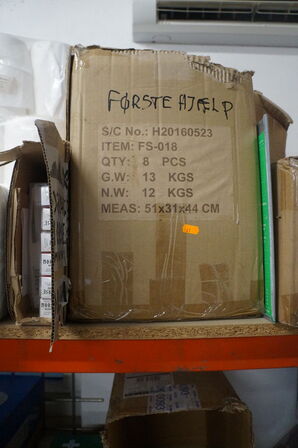 FØRSTE HJÆLP
S/C No.: H20160523
ITEM: FS-018
QTY: 8 PCS
G.W: 13 KGS
N.W: 12 KGS
MEAS: 51x31x44 CM